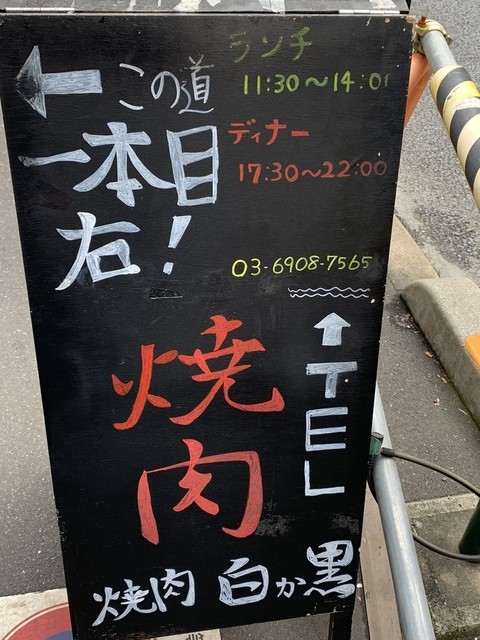 ランチ
11:30〜14:00
← この道
一本目
右!
ディナー
17:30〜22:00
03-6908-7565
↑
TEL
焼肉
焼肉 白か黒